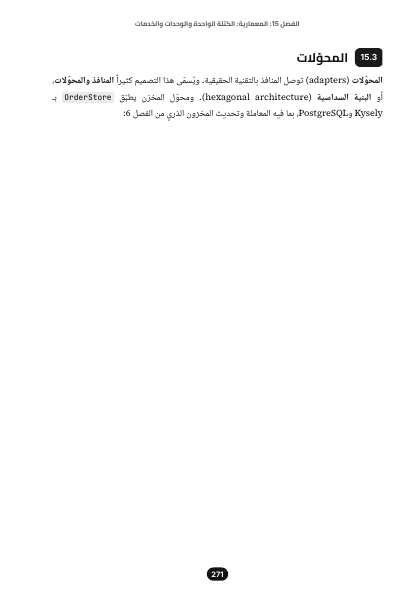 الفصل 15: المعمارية: الكتلة الواحدة والوحدات والخدمات
15.3 المحوّلات
المحوّلات (adapters) توصل المنافذ بالتقنية الحقيقية. ويُسمّى هذا التصميم كثيراً المنافذ والمحوّلات،
أو البنية السداسية (hexagonal architecture). ومحوّل المخزن يطبّق OrderStore بـ
Kysely وPostgreSQL، بما فيه المعاملة وتحديث المخزون الذري من الفصل 6:
271